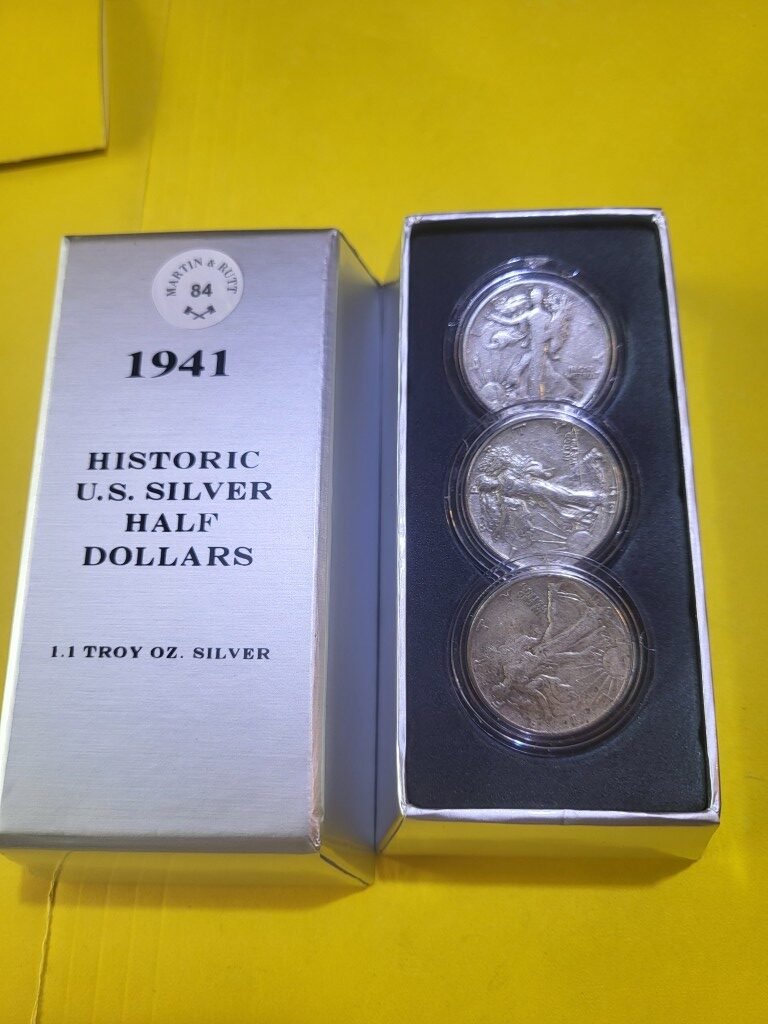 MARTIN & RUTT
84
1941
HISTORIC
U.S. SILVER
HALF
DOLLARS
1.1 TROY OZ. SILVER